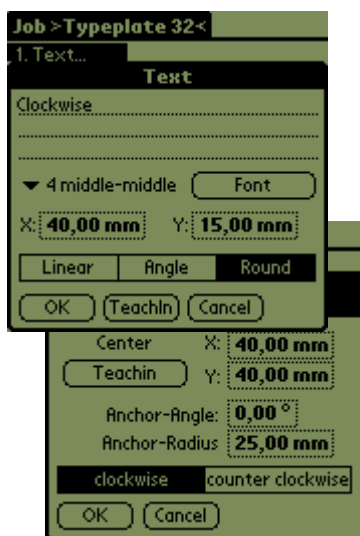 Job >Typeplate 32<
1. Text...
Text
Clockwise
4 middle-middle Font
X: 40,00 mm Y: 15,00 mm
Linear Angle Round
OK TeachIn Cancel
Center X: 40,00 mm
Teachin Y: 40,00 mm
Anchor-Angle: 0,00 °
Anchor-Radius 25,00 mm
clockwise counter clockwise
OK Cancel